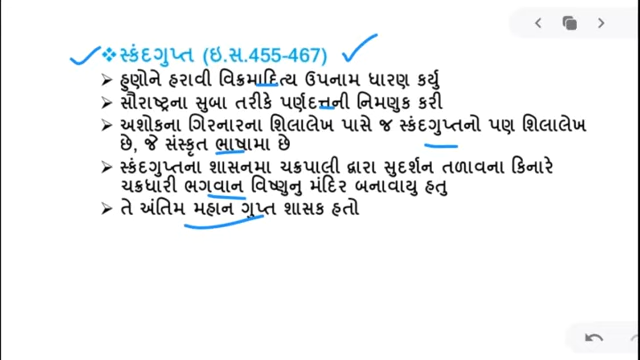 ❖ સ્કંદગુપ્ત (ઇ.સ.455-467)
➤ હુણોને હરાવી વિક્રમાદિત્ય ઉપનામ ધારણ કર્યુ
➤ સૌરાષ્ટ્રના સુબા તરીકે પર્ણદત્તની નિમણુક કરી
➤ અશોકના ગિરનારના શિલાલેખ પાસે જ સ્કંદગુપ્તનો પણ શિલાલેખ
છે, જે સંસ્કૃત ભાષામા છે
➤ સ્કંદગુપ્તના શાસનમા ચક્રપાલી દ્વારા સુદર્શન તળાવના કિનારે
ચક્રધારી ભગવાન વિષ્ણુનુ મંદિર બનાવાયુ હતુ
➤ તે અંતિમ મહાન ગુપ્ત શાસક હતો